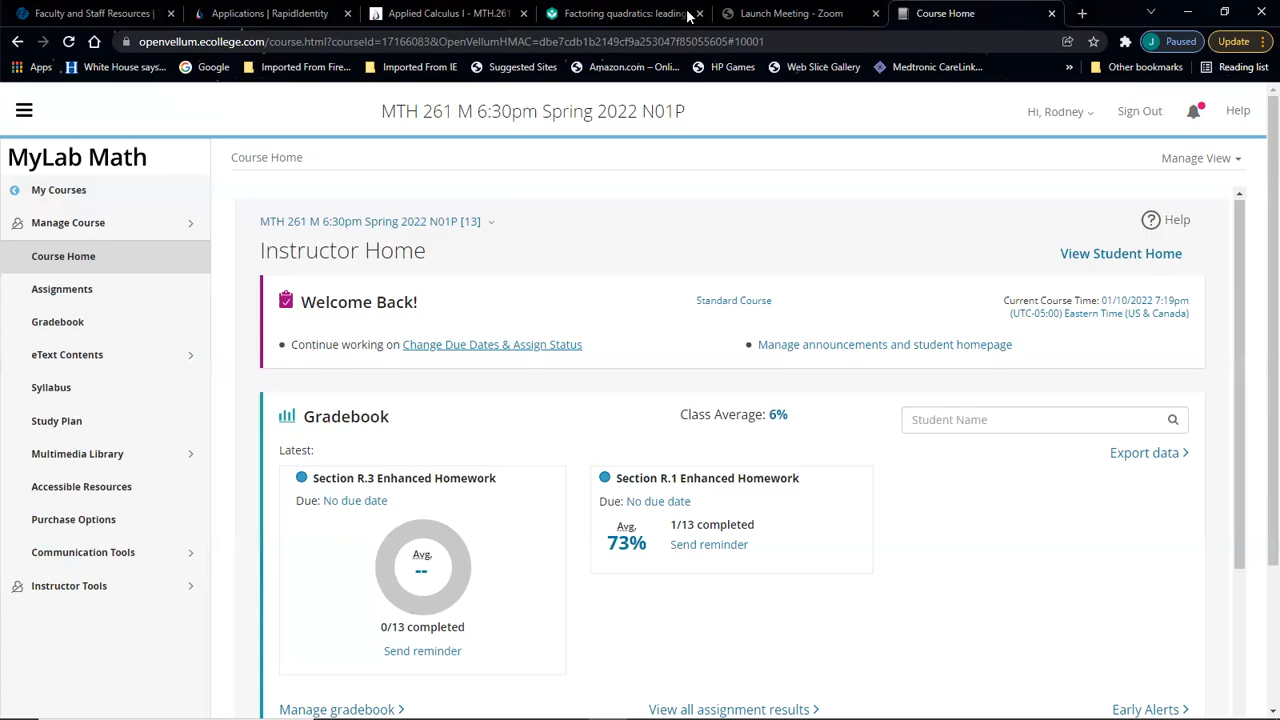 Faculty and Staff Resources |
Applications | RapidIdentity
Applied Calculus I - MTH.261
Factoring quadratics: leading
Launch Meeting - Zoom
Course Home
openvellum.ecollege.com/course.html?courseId=17166083&OpenVellumHMAC=dbe7cdb1b2149cf9a253047f85055605#10001
J Paused
Update
Apps
White House says...
Google
Imported From Fire...
Imported From IE
Suggested Sites
Amazon.com – Onli...
HP Games
Web Slice Gallery
Medtronic CareLink...
»
Other bookmarks
Reading list
MTH 261 M 6:30pm Spring 2022 N01P
Hi, Rodney
Sign Out
Help
MyLab Math
Course Home
Manage View
My Courses
Manage Course
Course Home
Assignments
Gradebook
eText Contents
Syllabus
Study Plan
Multimedia Library
Accessible Resources
Purchase Options
Communication Tools
Instructor Tools
MTH 261 M 6:30pm Spring 2022 N01P [13]
Help
Instructor Home
View Student Home
Welcome Back!
Standard Course
Current Course Time: 01/10/2022 7:19pm
(UTC-05:00) Eastern Time (US & Canada)
• Continue working on Change Due Dates & Assign Status
• Manage announcements and student homepage
Gradebook
Class Average: 6%
Student Name
Latest:
Export data
Section R.3 Enhanced Homework
Due: No due date
Avg.
--
0/13 completed
Send reminder
Section R.1 Enhanced Homework
Due: No due date
Avg.
73%
1/13 completed
Send reminder
Manage gradebook
View all assignment results
Early Alerts